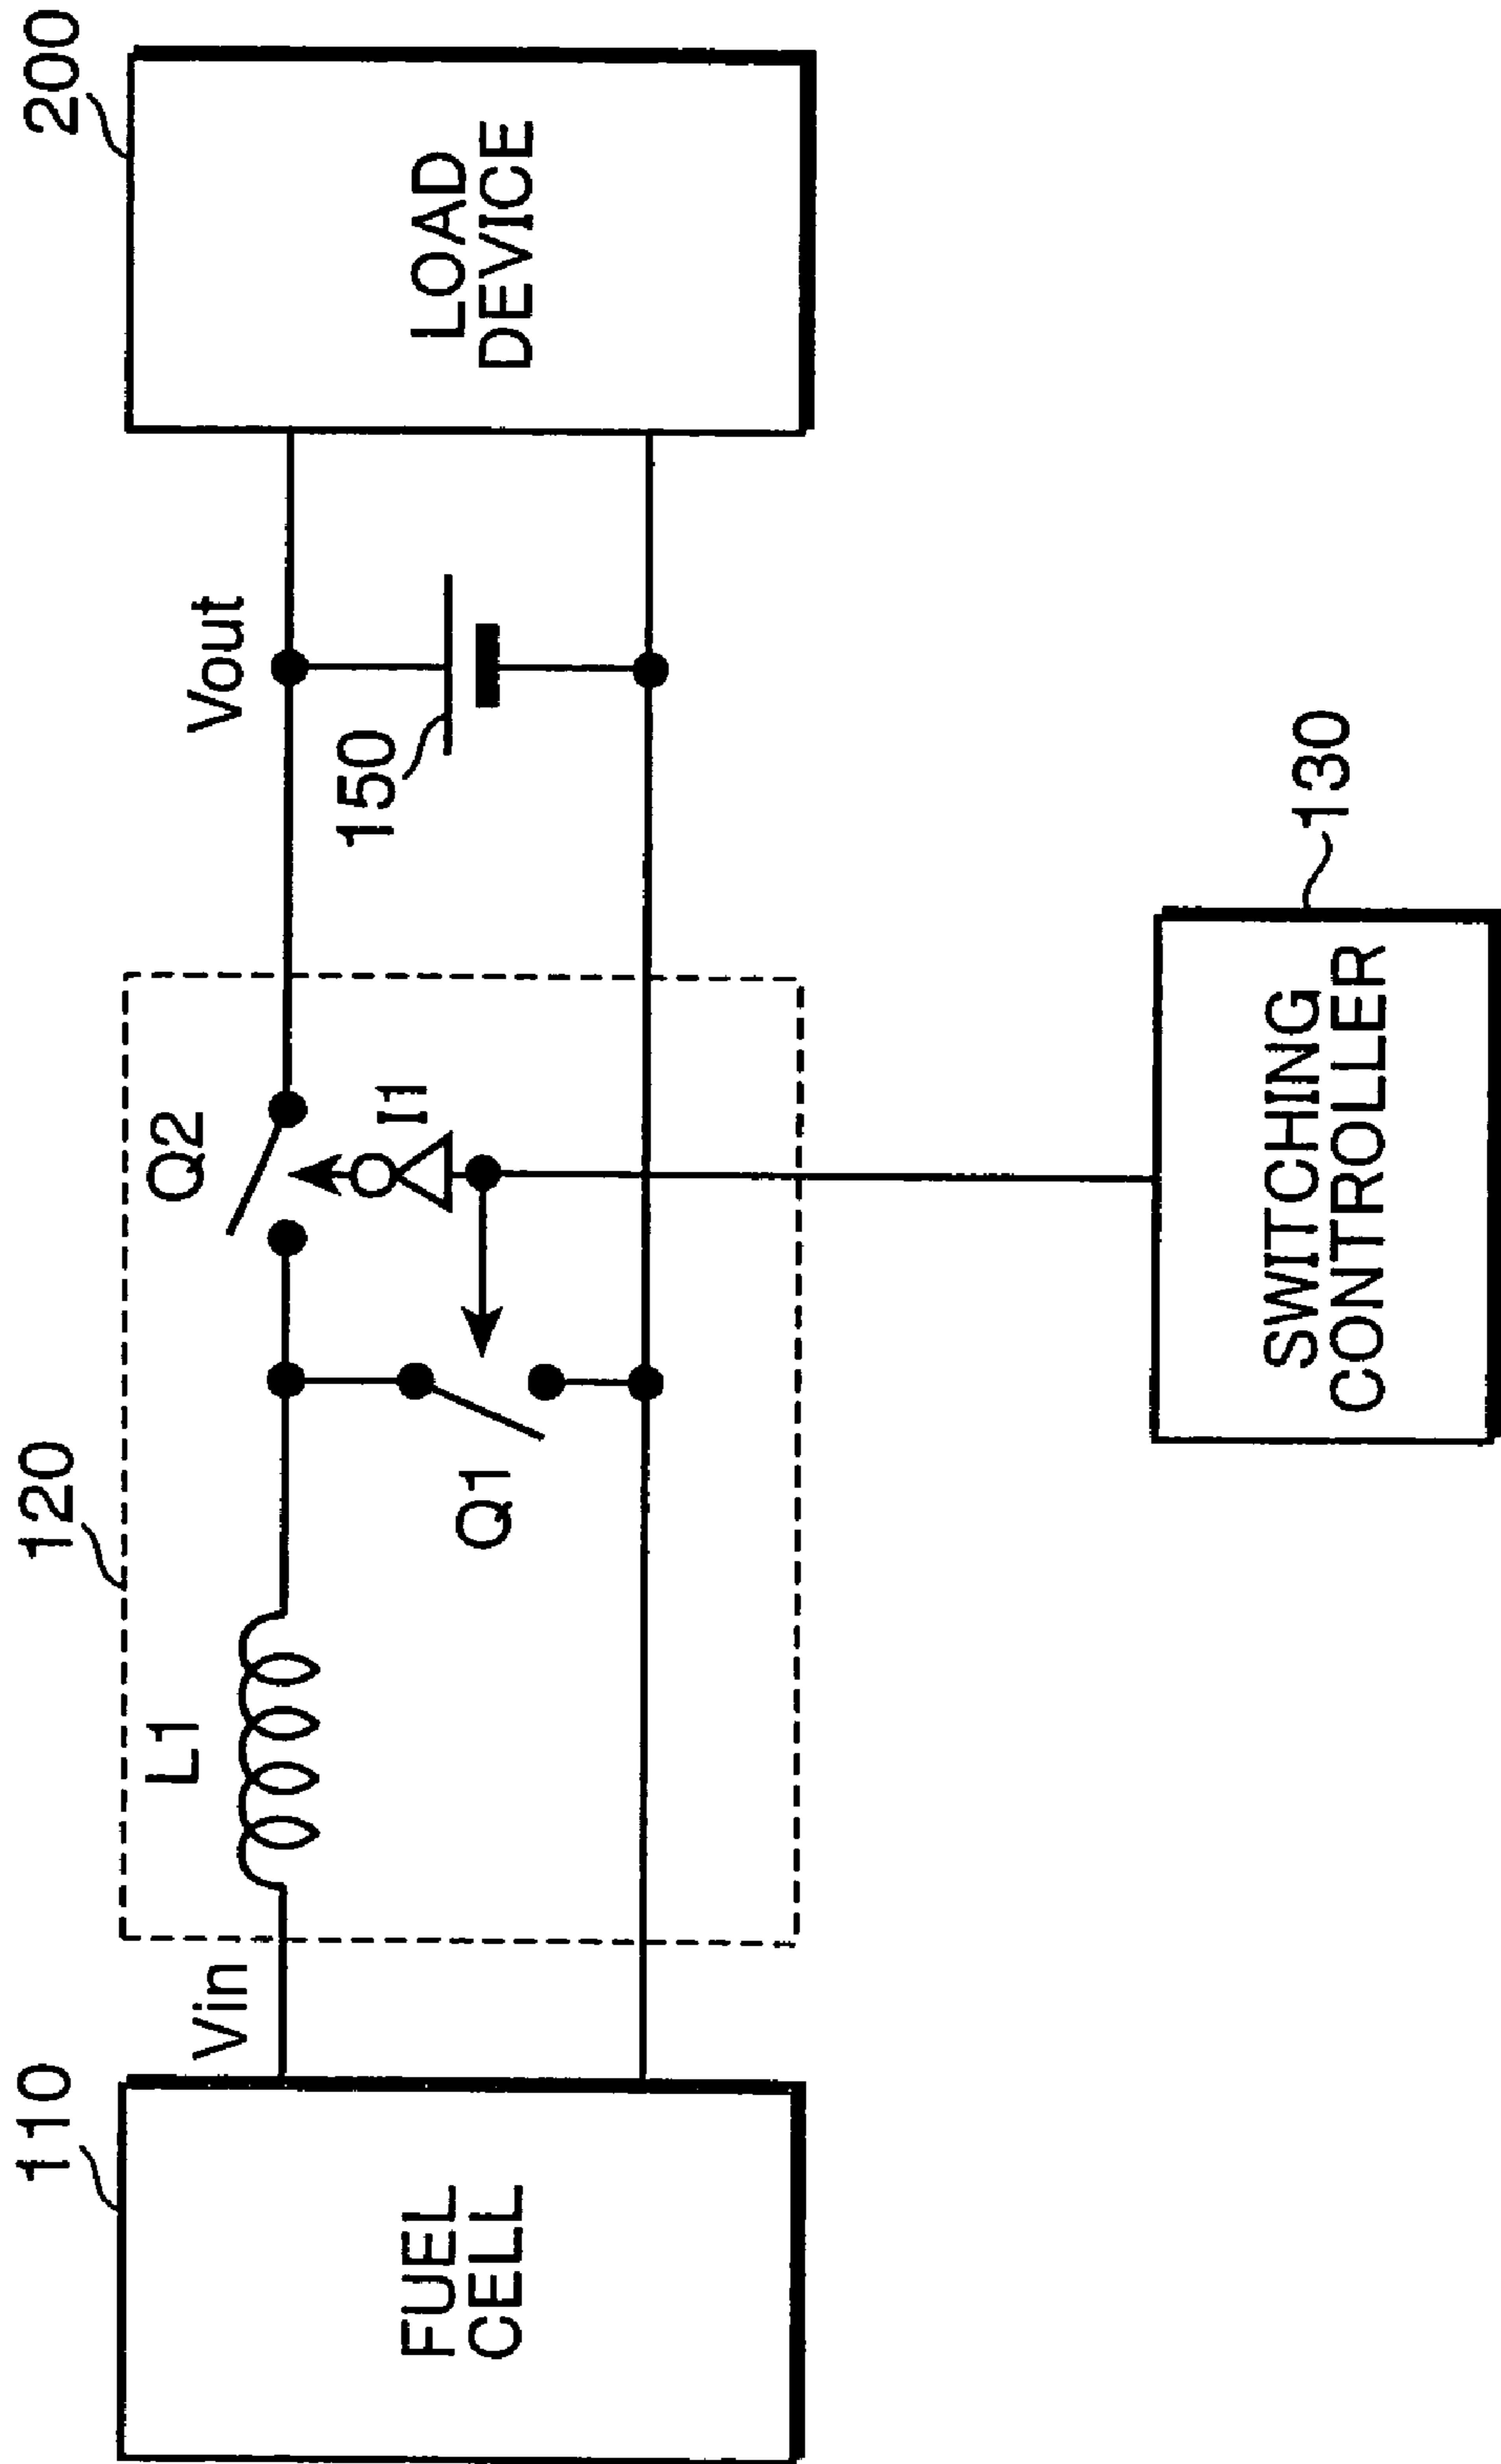 110
120
200
Vin
L1
Q2
Vout
I1
150
Q1
FUEL
CELL
LOAD
DEVICE
SWITCHING
CONTROLLER
130